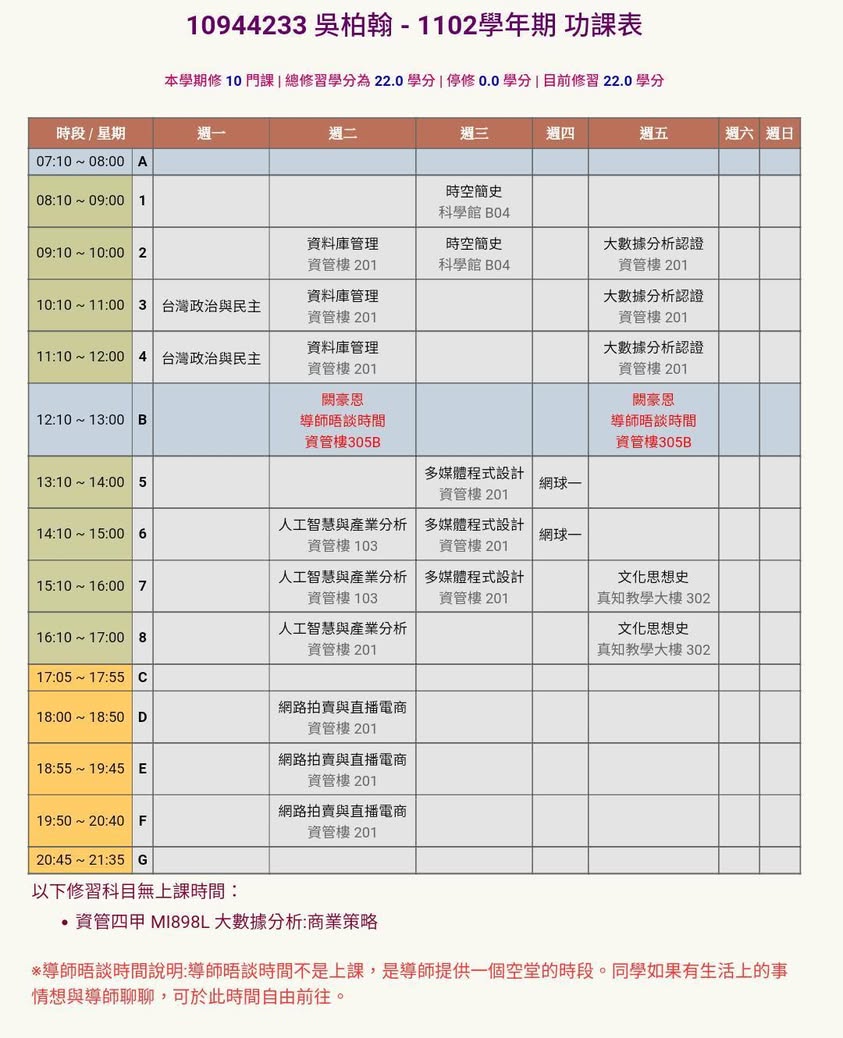 10944233 吳柏翰 - 1102學年期 功課表
本學期修 10 門課 | 總修習學分為 22.0 學分 | 停修 0.0 學分 | 目前修習 22.0 學分
時段 / 星期 週一 週二 週三 週四 週五 週六 週日
07:10 ~ 08:00 A
08:10 ~ 09:00 1
時空簡史
科學館 B04
09:10 ~ 10:00 2
資料庫管理
資管樓 201
時空簡史
科學館 B04
大數據分析認證
資管樓 201
10:10 ~ 11:00 3
台灣政治與民主
資料庫管理
資管樓 201
大數據分析認證
資管樓 201
11:10 ~ 12:00 4
台灣政治與民主
資料庫管理
資管樓 201
大數據分析認證
資管樓 201
12:10 ~ 13:00 B
闕豪恩
導師晤談時間
資管樓305B
闕豪恩
導師晤談時間
資管樓305B
13:10 ~ 14:00 5
多媒體程式設計
資管樓 201
網球一
14:10 ~ 15:00 6
人工智慧與產業分析
資管樓 103
多媒體程式設計
資管樓 201
網球一
15:10 ~ 16:00 7
人工智慧與產業分析
資管樓 103
多媒體程式設計
資管樓 201
文化思想史
真知教學大樓 302
16:10 ~ 17:00 8
人工智慧與產業分析
資管樓 201
文化思想史
真知教學大樓 302
17:05 ~ 17:55 C
18:00 ~ 18:50 D
網路拍賣與直播電商
資管樓 201
18:55 ~ 19:45 E
網路拍賣與直播電商
資管樓 201
19:50 ~ 20:40 F
網路拍賣與直播電商
資管樓 201
20:45 ~ 21:35 G
以下修習科目無上課時間：
• 資管四甲 MI898L 大數據分析:商業策略
※導師晤談時間說明:導師晤談時間不是上課，是導師提供一個空堂的時段。同學如果有生活上的事
情想與導師聊聊，可於此時間自由前往。